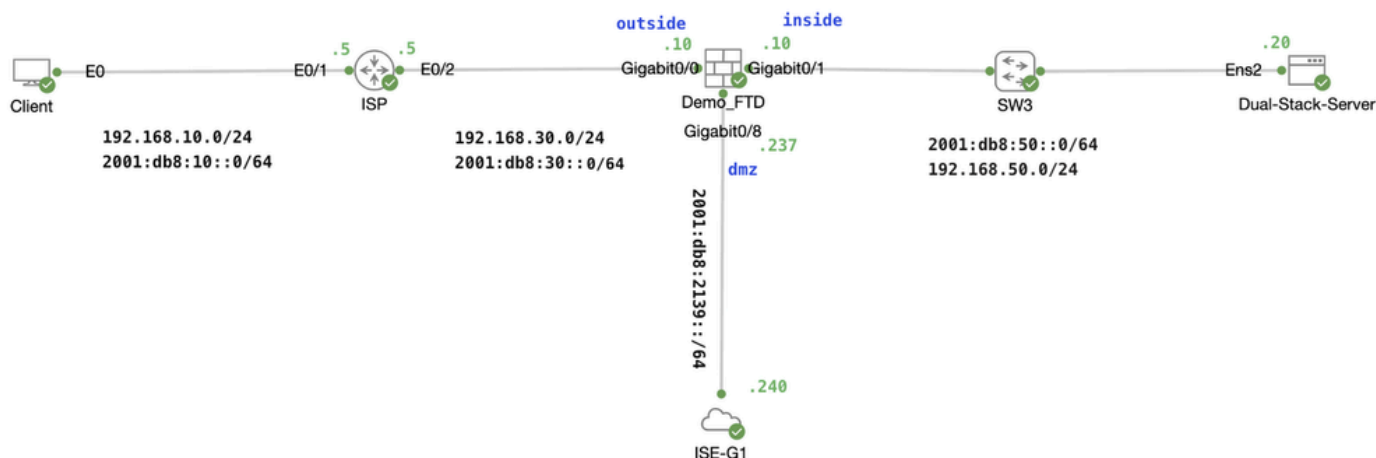 outside
inside
.5
.5
.10
.10
.20
E0
E0/1
E0/2
Gigabit0/0
Gigabit0/1
Ens2
Client
ISP
Demo_FTD
SW3
Dual-Stack-Server
Gigabit0/8
192.168.10.0/24
2001:db8:10::0/64
192.168.30.0/24
2001:db8:30::0/64
.237
2001:db8:50::0/64
192.168.50.0/24
dmz
2001:db8:2139::/64
.240
ISE-G1